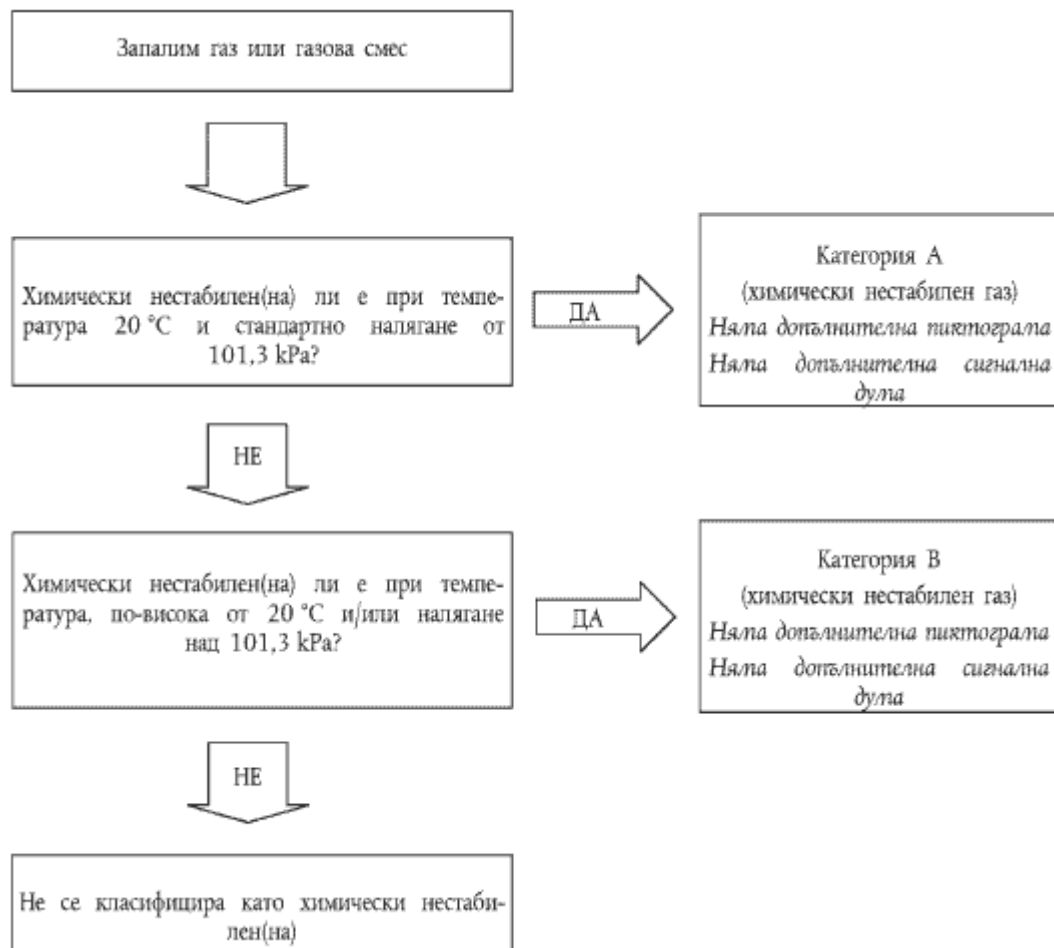 Запалим газ или газова смес
Химически нестабилен(на) ли е при темпе-
ратура 20 °C и стандартно налягане от
101,3 kPa?
ДА
Категория A
(химически нестабилен газ)
Няма допълнителна пиктограма
Няма допълнителна сигнална
дума
НЕ
Химически нестабилен(на) ли е при темпе-
ратура, по-висока от 20 °C и/или налягане
над 101,3 kPa?
ДА
Категория B
(химически нестабилен газ)
Няма допълнителна пиктограма
Няма допълнителна сигнална
дума
НЕ
Не се класифицира като химически нестаби-
лен(на)